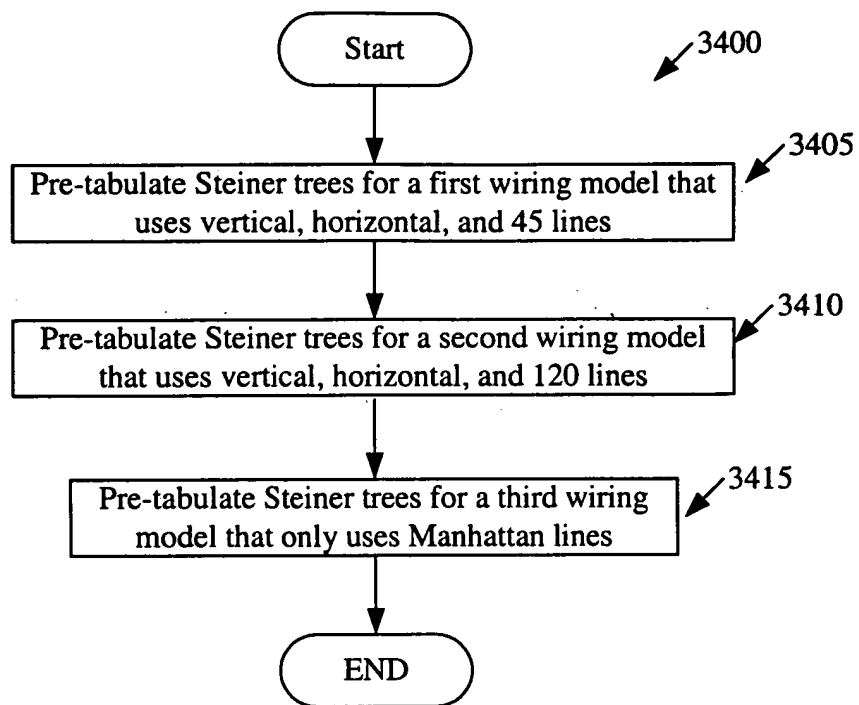 Start
3400
3405
Pre-tabulate Steiner trees for a first wiring model that
uses vertical, horizontal, and 45 lines
3410
Pre-tabulate Steiner trees for a second wiring model
that uses vertical, horizontal, and 120 lines
3415
Pre-tabulate Steiner trees for a third wiring
model that only uses Manhattan lines
END